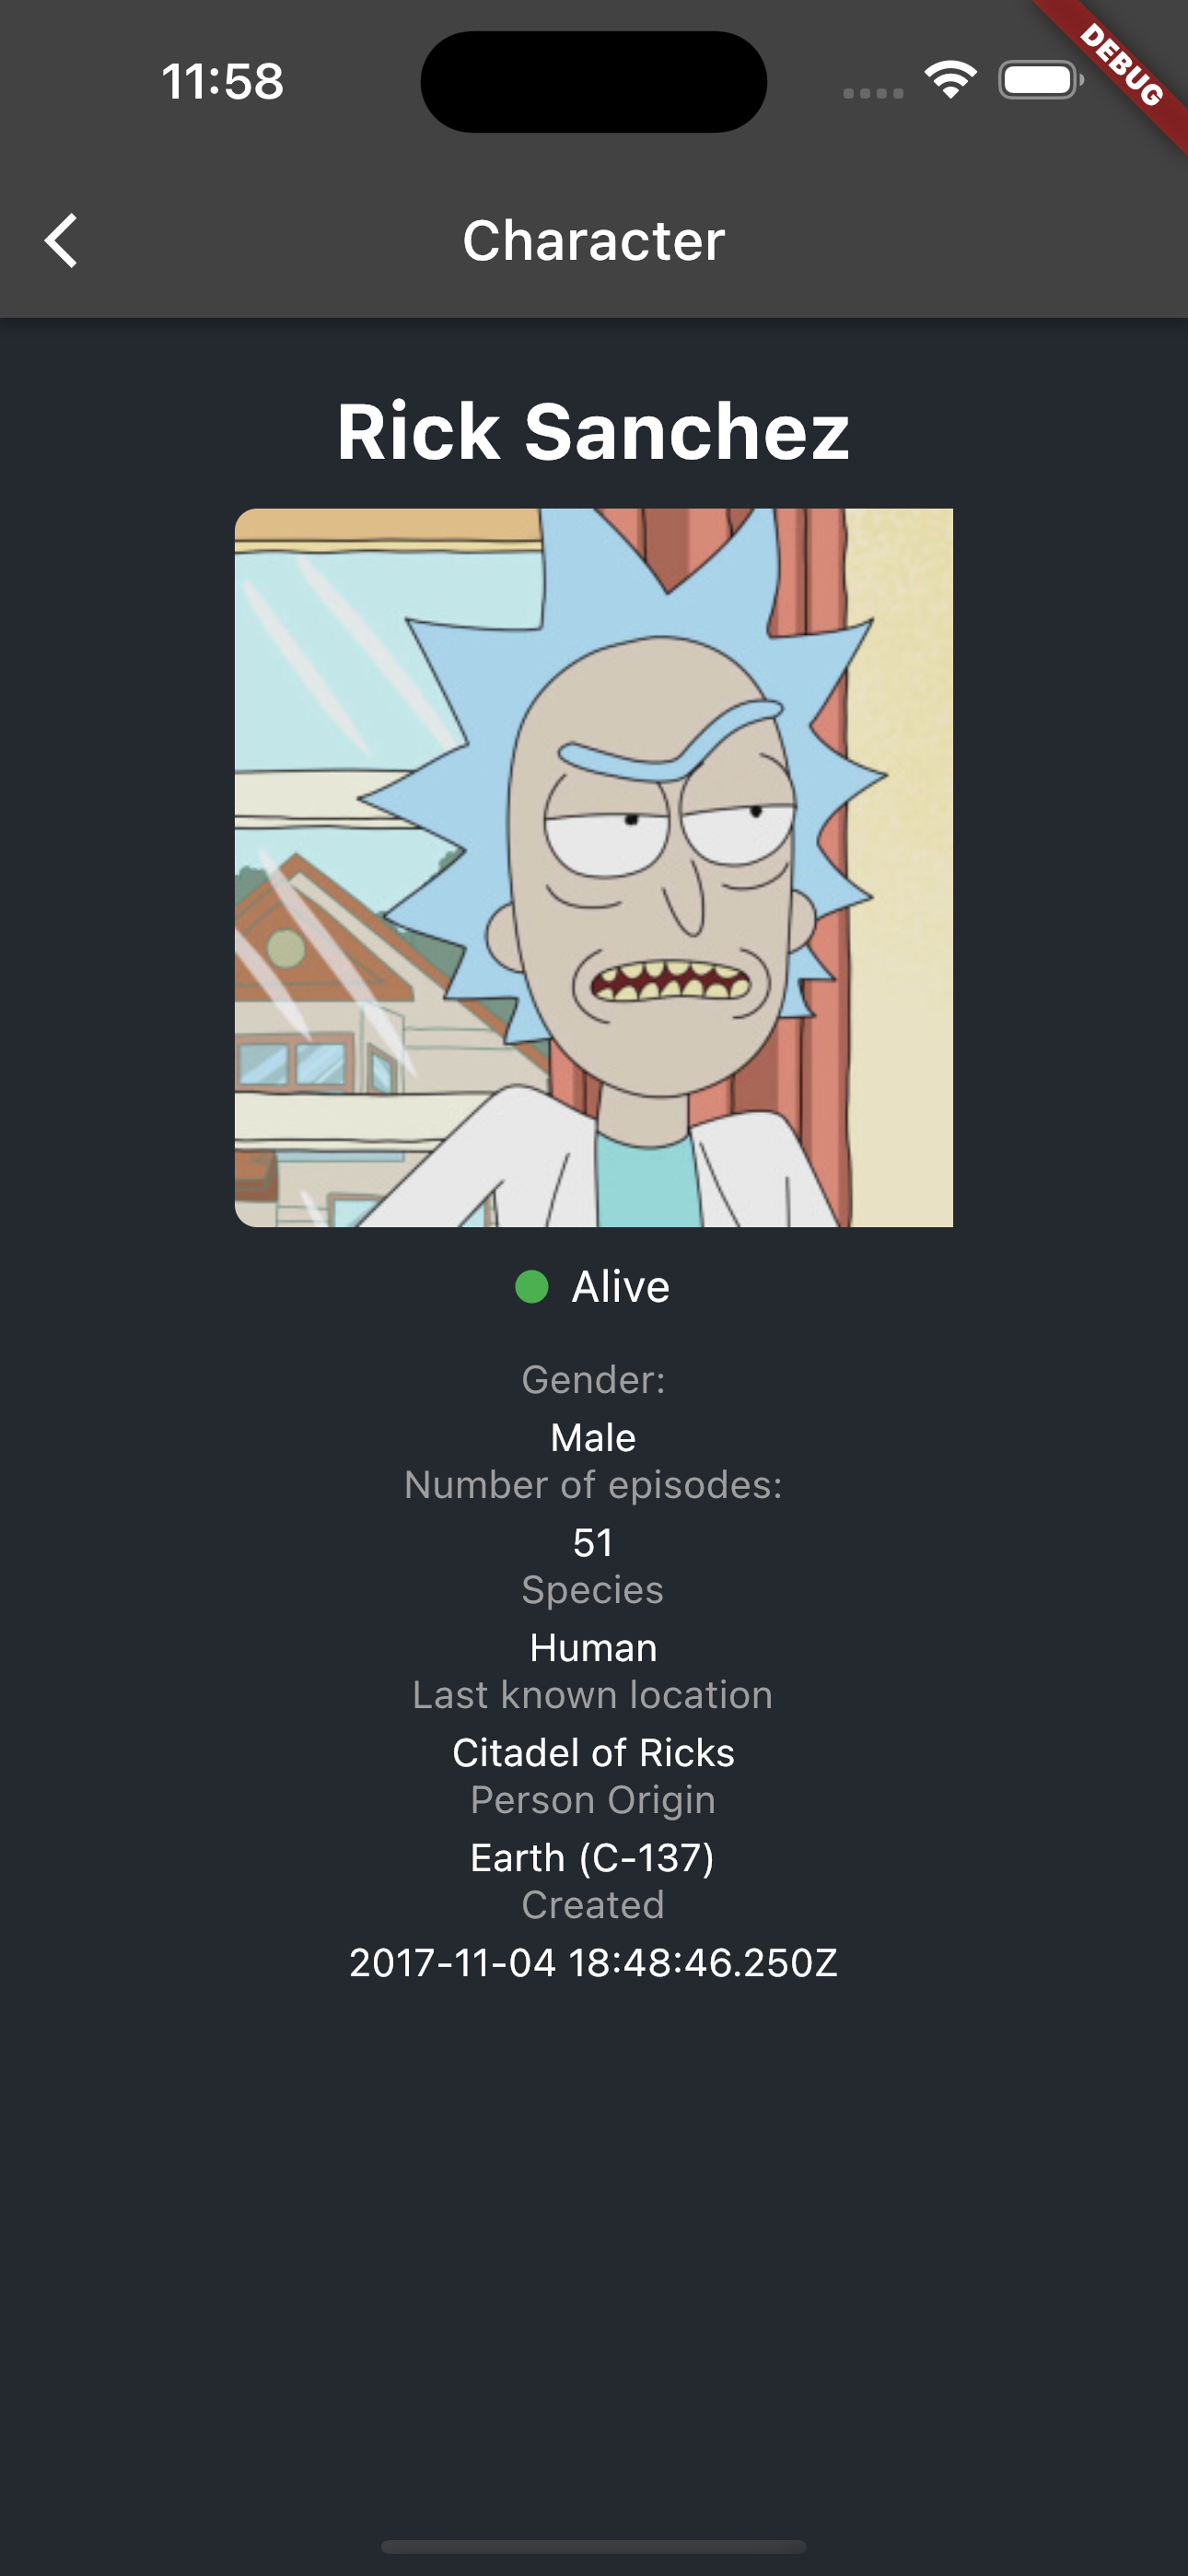 11:58
DEBUG
Character
Rick Sanchez
Alive
Gender:
Male
Number of episodes:
51
Species
Human
Last known location
Citadel of Ricks
Person Origin
Earth (C-137)
Created
2017-11-04 18:48:46.250Z